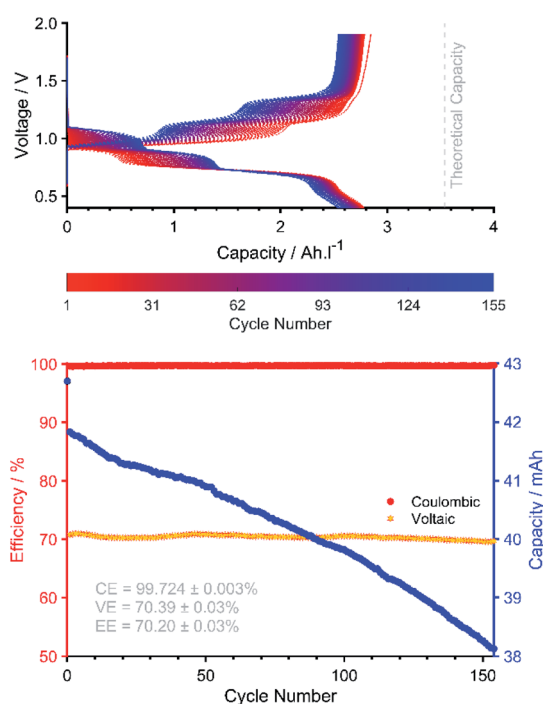 2.0
1.5
1.0
0.5
Voltage / V
Theoretical Capacity
0 1 2 3 4
Capacity / Ah.l⁻¹
1 31 62 93 124 155
Cycle Number
100
90
80
70
60
50
Efficiency / %
43
42
41
40
39
38
Capacity / mAh
Coulombic
Voltaic
CE = 99.724 ± 0.003%
VE = 70.39 ± 0.03%
EE = 70.20 ± 0.03%
0 50 100 150
Cycle Number